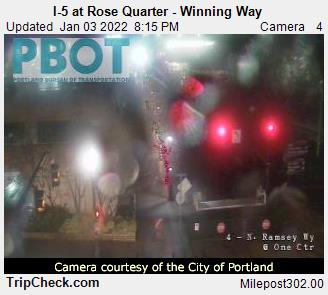 I-5 at Rose Quarter - Winning Way
Updated Jan 03 2022 8:15 PM Camera 4
PBOT
PORTLAND BUREAU OF TRANSPORTATION
4 - N. Ramsey Wy
@ One Ctr
Camera courtesy of the City of Portland
TripCheck.com Milepost302.00